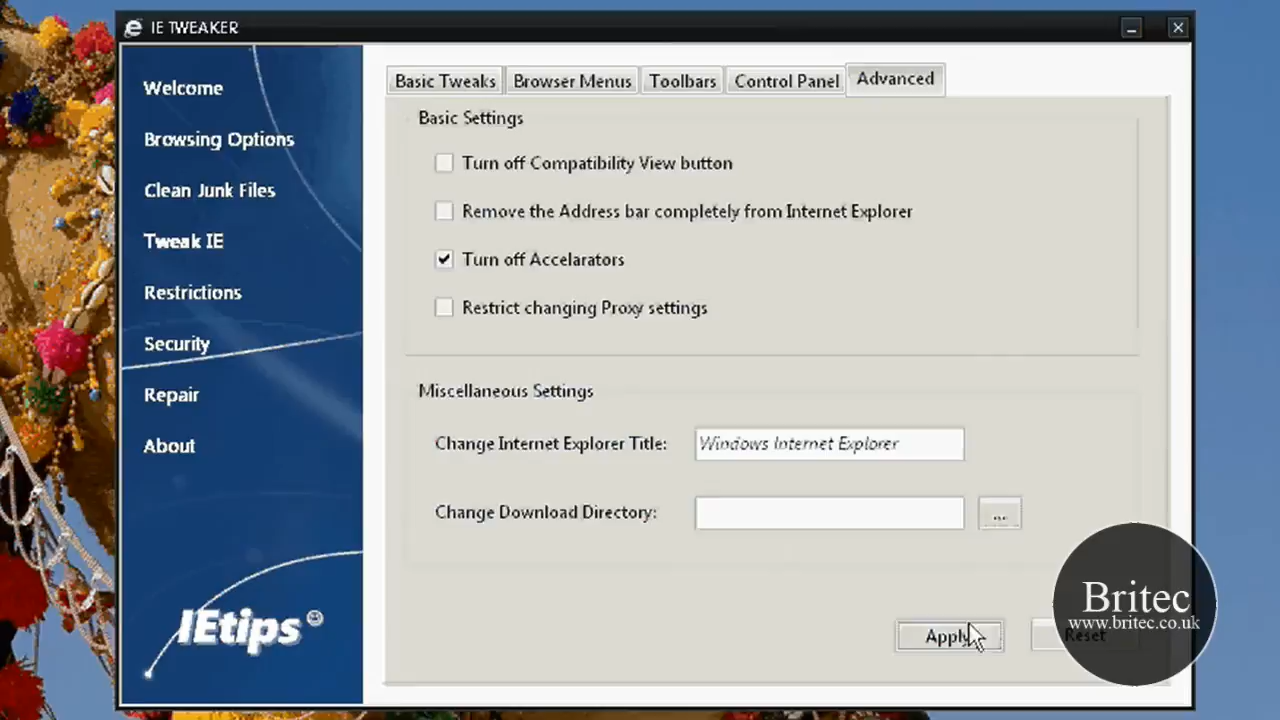 IE TWEAKER
Welcome
Browsing Options
Clean Junk Files
Tweak IE
Restrictions
Security
Repair
About
IEtips
Basic Tweaks
Browser Menus
Toolbars
Control Panel
Advanced
Basic Settings
Turn off Compatibility View button
Remove the Address bar completely from Internet Explorer
Turn off Accelarators
Restrict changing Proxy settings
Miscellaneous Settings
Change Internet Explorer Title:
Windows Internet Explorer
Change Download Directory:
...
Apply
Reset
Britec
www.britec.co.uk